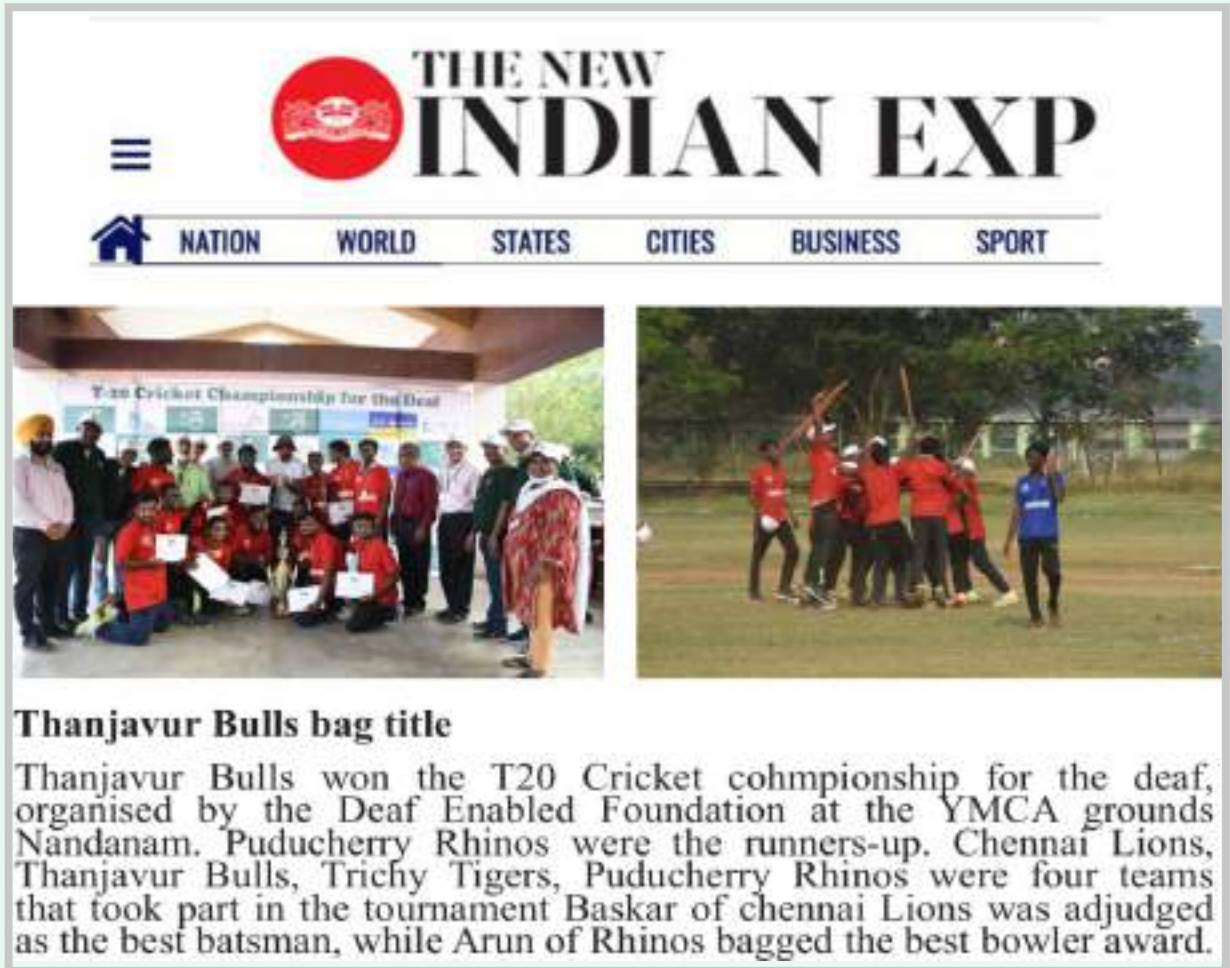 THE NEW
INDIAN EXP
NATION WORLD STATES CITIES BUSINESS SPORT
T-20 Cricket Championship for the Deaf
Thanjavur Bulls bag title
Thanjavur Bulls won the T20 Cricket cohmpionship for the deaf,
organised by the Deaf Enabled Foundation at the YMCA grounds
Nandanam. Puducherry Rhinos were the runners-up. Chennai Lions,
Thanjavur Bulls, Trichy Tigers, Puducherry Rhinos were four teams
that took part in the tournament Baskar of chennai Lions was adjudged
as the best batsman, while Arun of Rhinos bagged the best bowler award.